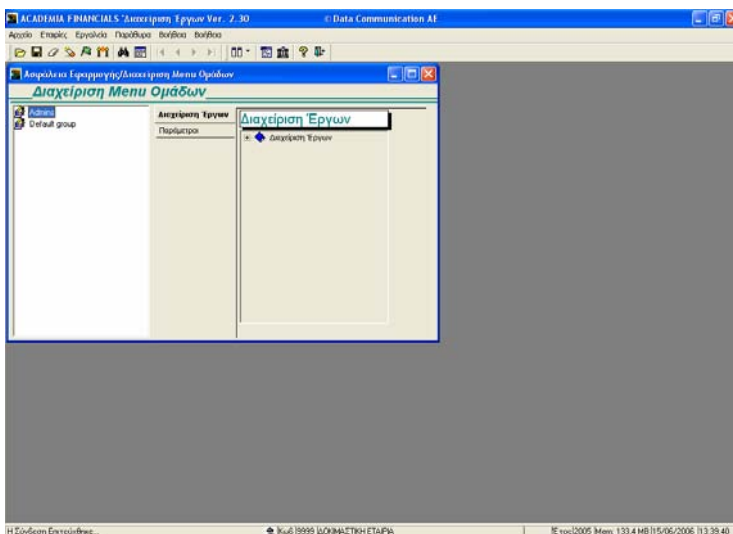 ACADEMIA FINANCIALS 'Διαχείριση Έργων Ver. 2.30 © Data Communication AE
Αρχείο Εταιρίες Εργαλεία Παράθυρα Βοήθεια Βοήθεια
Ασφάλεια Εφαρμογής/Διαχείριση Menu Ομάδων
Διαχείριση Menu Ομάδων
Admins
Default group
Διαχείριση Έργων
Παράμετροι
Διαχείριση Έργων
Διαχείριση Έργων
Η Σύνδεση Επιτεύχθηκε... Κωδ 9999 ΔΟΚΙΜΑΣΤΙΚΗ ΕΤΑΙΡΙΑ Έτος 2005 Mem: 133.4 MB 15/06/2006 13:39:40